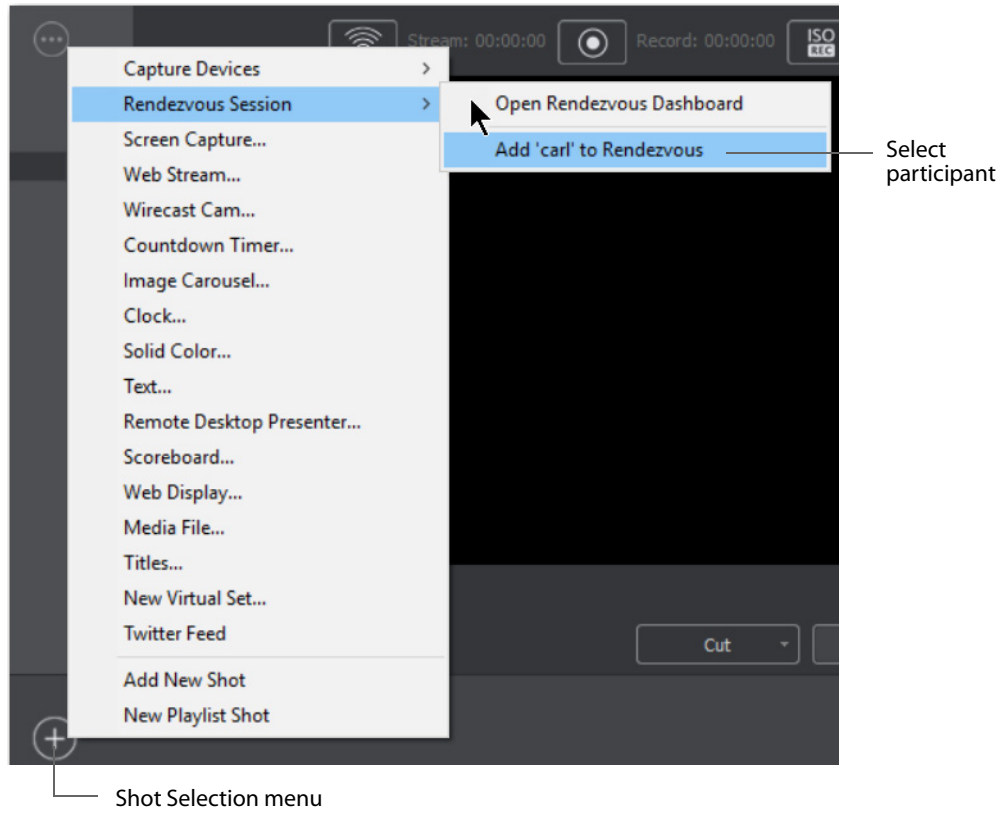 Stream: 00:00:00
Record: 00:00:00
ISO
REC
Capture Devices
Rendezvous Session
Screen Capture...
Web Stream...
Wirecast Cam...
Countdown Timer...
Image Carousel...
Clock...
Solid Color...
Text...
Remote Desktop Presenter...
Scoreboard...
Web Display...
Media File...
Titles...
New Virtual Set...
Twitter Feed
Add New Shot
New Playlist Shot
Open Rendezvous Dashboard
Add 'carl' to Rendezvous
Select
participant
Cut
Shot Selection menu